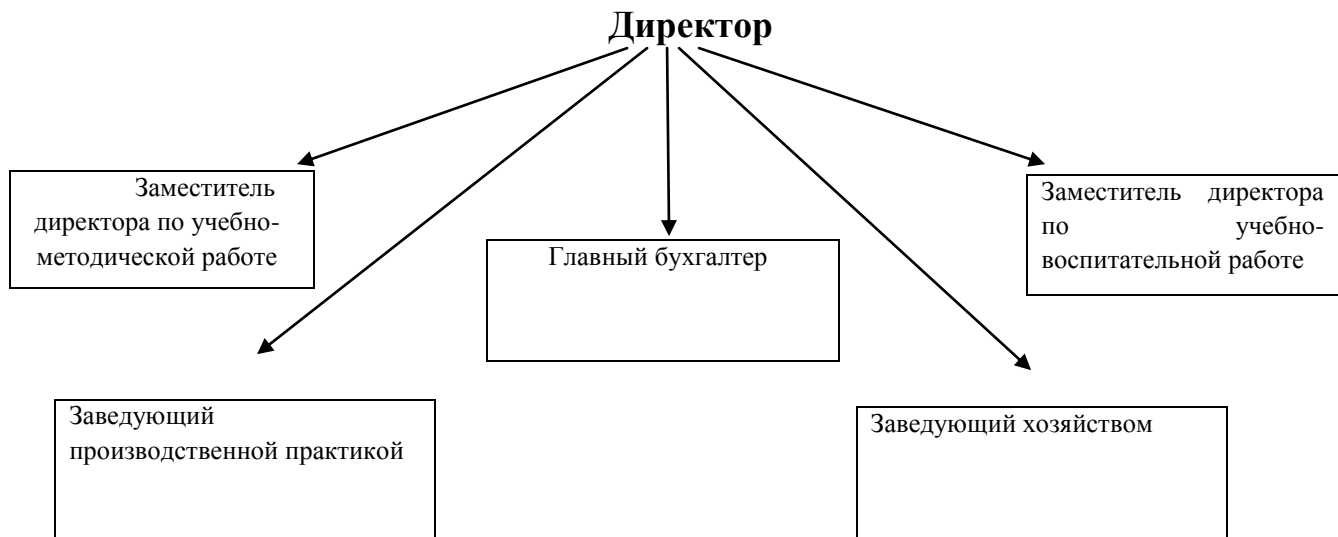 Директор
Заместитель
директора по учебно-
методической работе
Главный бухгалтер
Заместитель директора
по учебно-
воспитательной работе
Заведующий
производственной практикой
Заведующий хозяйством